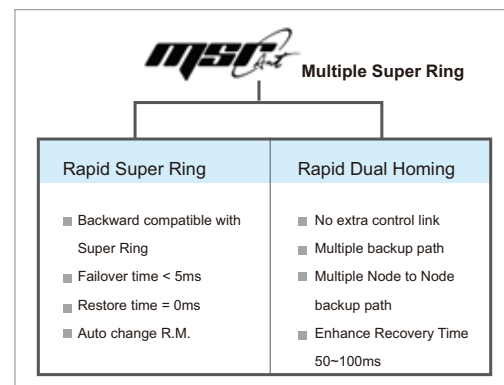 msr
Multiple Super Ring
Rapid Super Ring
Backward compatible with
Super Ring
Failover time < 5ms
Restore time = 0ms
Auto change R.M.
Rapid Dual Homing
No extra control link
Multiple backup path
Multiple Node to Node
backup path
Enhance Recovery Time
50~100ms